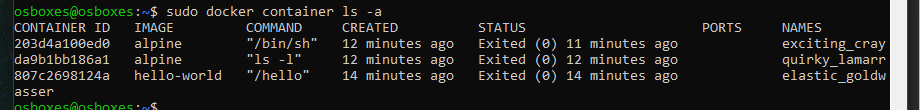 osboxes@osboxes:~$ sudo docker container ls -a
CONTAINER ID   IMAGE         COMMAND     CREATED          STATUS                      PORTS     NAMES
203d4a100ed0   alpine        "/bin/sh"   12 minutes ago   Exited (0) 11 minutes ago             exciting_cray
da9b1bb186a1   alpine        "ls -l"     12 minutes ago   Exited (0) 12 minutes ago             quirky_lamarr
807c2698124a   hello-world   "/hello"    14 minutes ago   Exited (0) 14 minutes ago             elastic_goldw
asser
osboxes@osboxes:~$